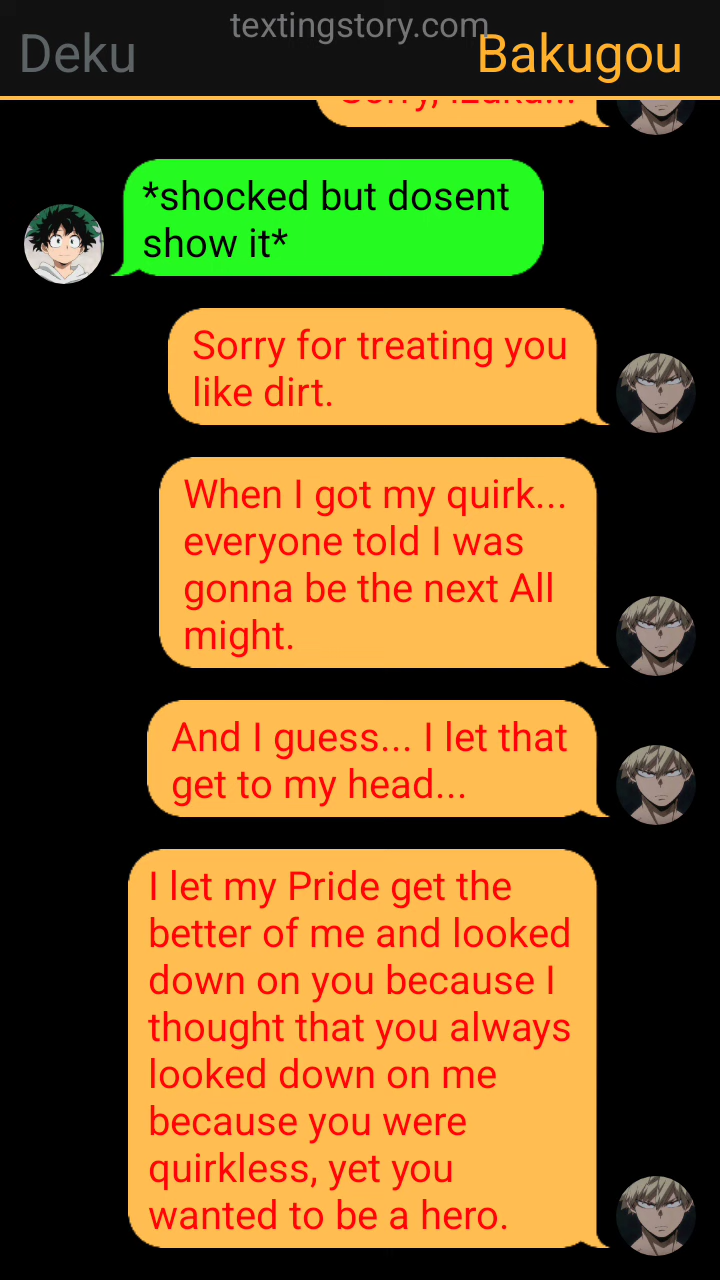 textingstory.com
Deku
Bakugou
*shocked but dosent
show it*
Sorry for treating you
like dirt.
When I got my quirk...
everyone told I was
gonna be the next All
might.
And I guess... I let that
get to my head...
I let my Pride get the
better of me and looked
down on you because I
thought that you always
looked down on me
because you were
quirkless, yet you
wanted to be a hero.